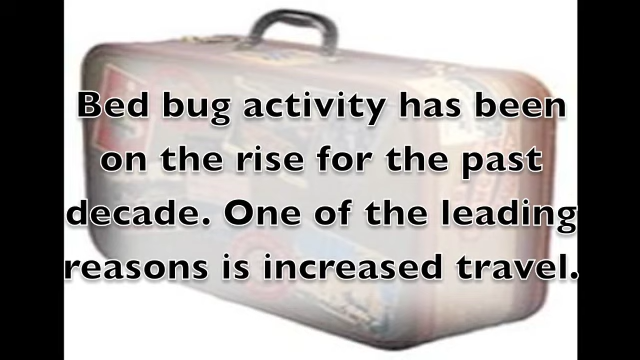 Bed bug activity has been
on the rise for the past
decade. One of the leading
reasons is increased travel.